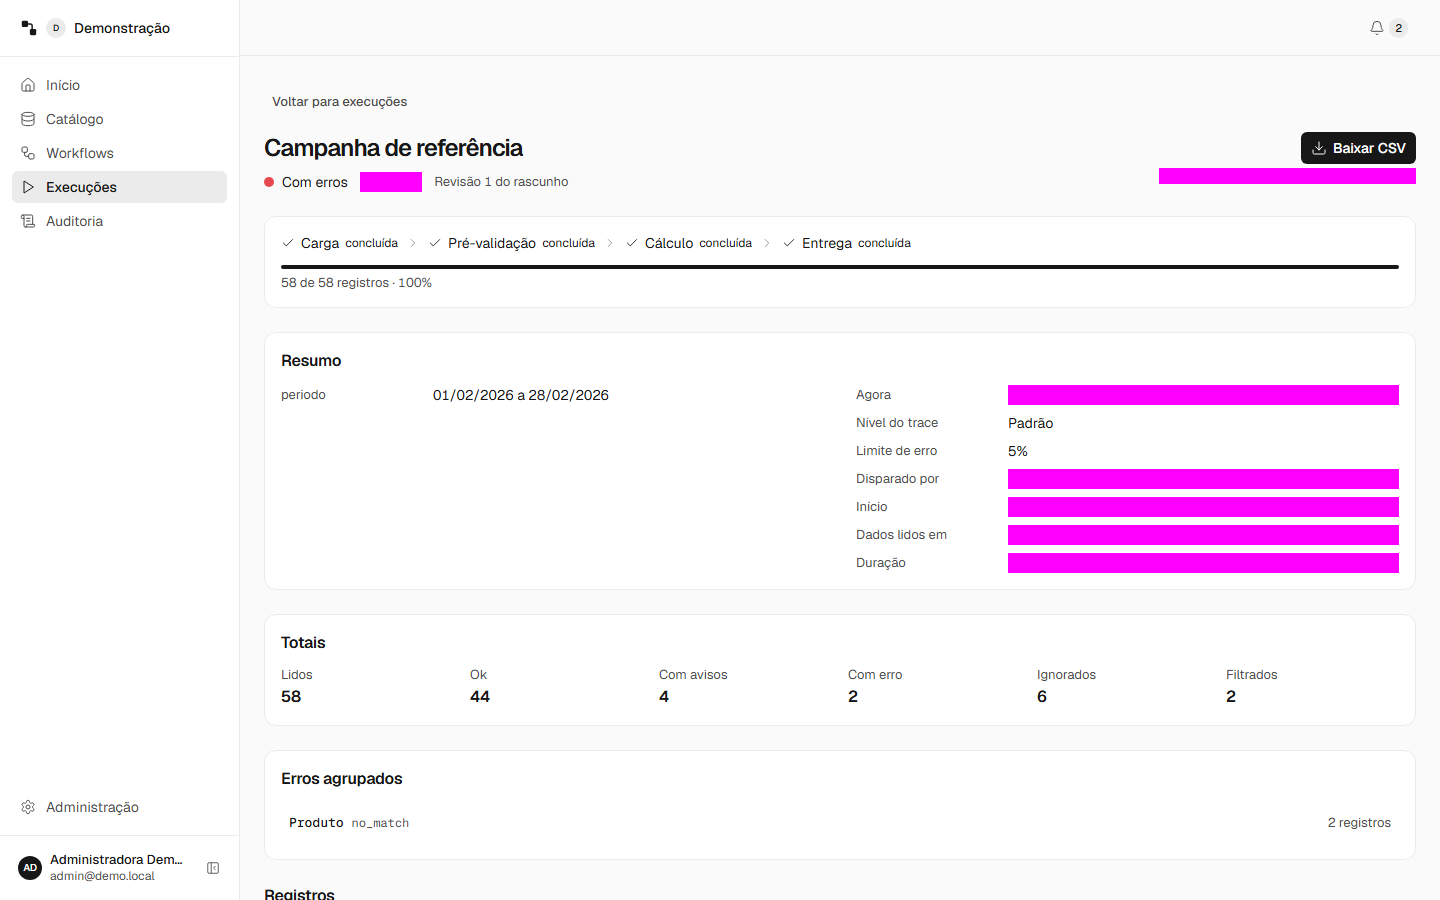 D Demonstração
2
Início
Catálogo
Workflows
Execuções
Auditoria
Administração
AD
Administradora Dem...
admin@demo.local
Voltar para execuções
Campanha de referência
Baixar CSV
Com erros
Revisão 1 do rascunho
Carga concluída
Pré-validação concluída
Cálculo concluída
Entrega concluída
58 de 58 registros · 100%
Resumo
periodo 01/02/2026 a 28/02/2026
Agora
Nível do trace Padrão
Limite de erro 5%
Disparado por
Início
Dados lidos em
Duração
Totais
Lidos Ok Com avisos Com erro Ignorados Filtrados
58 44 4 2 6 2
Erros agrupados
Produto no_match 2 registros
Registros